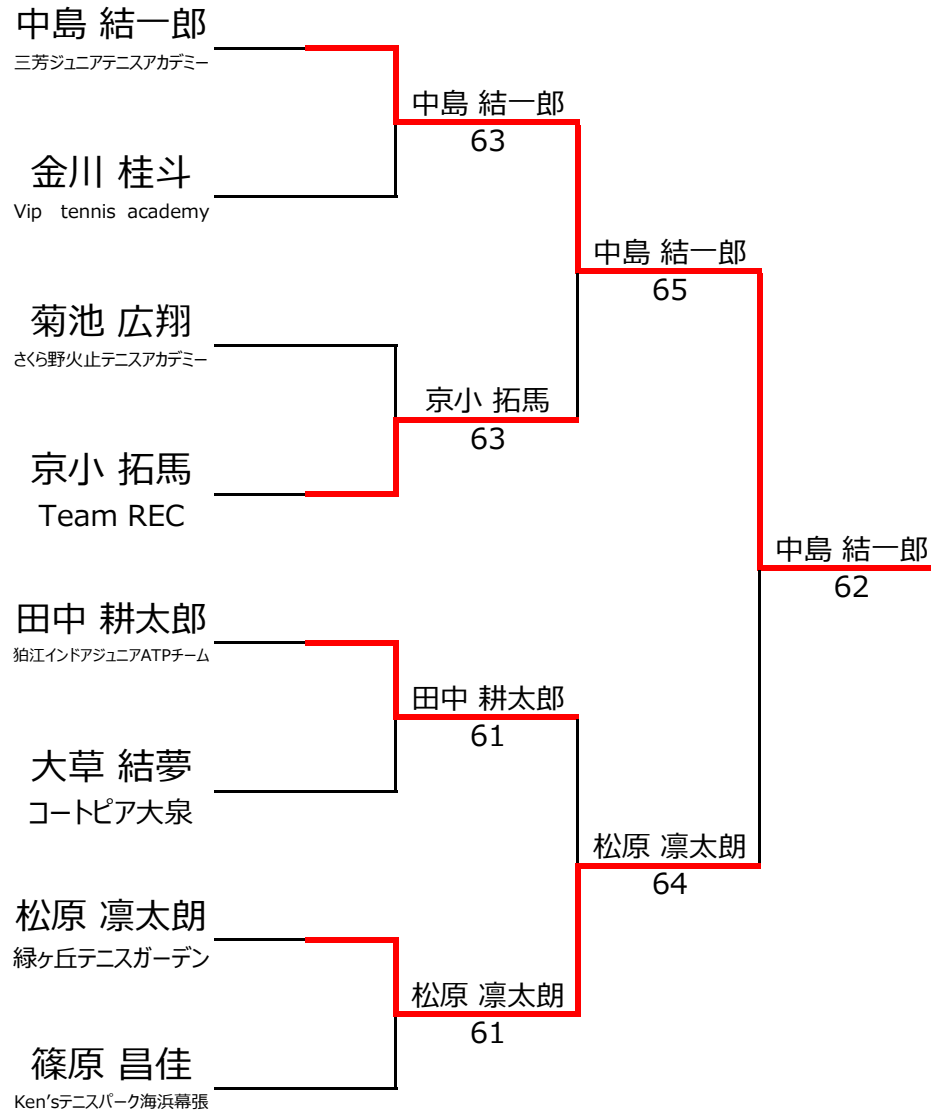 中島 結一郎
三芳ジュニアテニスアカデミー
中島 結一郎
63
金川 桂斗
Vip tennis academy
中島 結一郎
65
菊池 広翔
さくら野火止テニスアカデミー
京小 拓馬
63
京小 拓馬
Team REC
中島 結一郎
62
田中 耕太郎
狛江インドアジュニアATPチーム
田中 耕太郎
61
大草 結夢
コートピア大泉
松原 凛太朗
64
松原 凛太朗
緑ヶ丘テニスガーデン
松原 凛太朗
61
篠原 昌佳
Ken'sテニスパーク海浜幕張